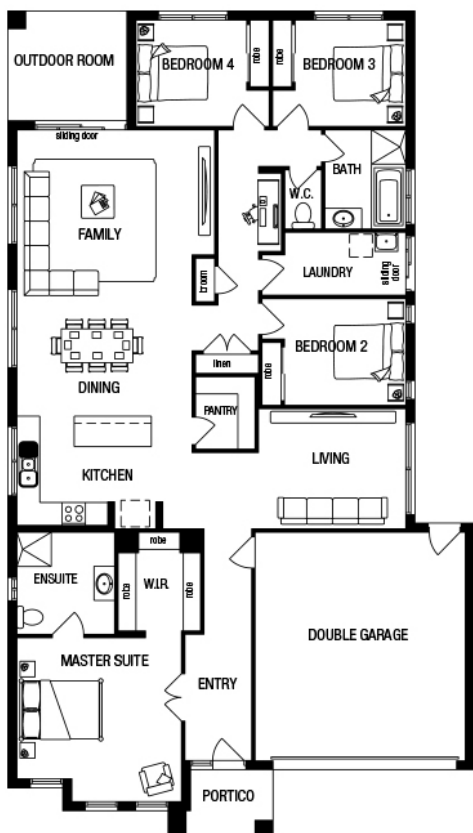 OUTDOOR ROOM
BEDROOM 4
robe
robe
BEDROOM 3
sliding door
FAMILY
W.C.
BATH
broom
LAUNDRY
sliding door
BEDROOM 2
robe
linen
DINING
PANTRY
KITCHEN
LIVING
robe
ENSUITE
robe
W.I.R.
robe
DOUBLE GARAGE
MASTER SUITE
ENTRY
PORTICO